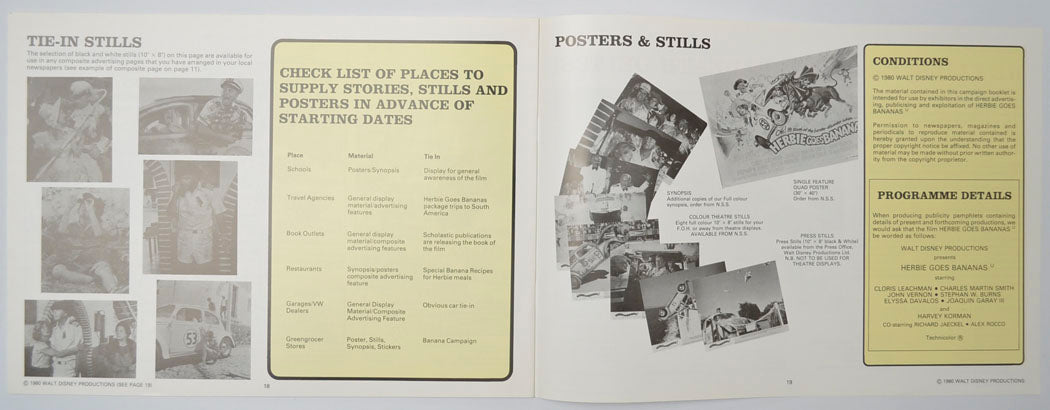 TIE-IN STILLS
The selection of black and white stills (10" × 8") on this page are available for
use in any composite advertising pages that you have arranged in your local
newspapers (see example of composite page on page 11).
53
© 1980 WALT DISNEY PRODUCTIONS (SEE PAGE 19)
CHECK LIST OF PLACES TO
SUPPLY STORIES, STILLS AND
POSTERS IN ADVANCE OF
STARTING DATES
Place Material Tie In
Schools Posters/Synopsis Display for general
awareness of the film
Travel Agencies General display Herbie Goes Bananas
material/advertising package trips to South
features America
Book Outlets General display Scholastic publications
material/composite are releasing the book of
advertising features the film
Restaurants Synopsis/posters Special Banana Recipes
composite advertising for Herbie meals
feature
Garages/VW General Display Obvious car tie-in
Dealers Material/Composite
Advertising Feature
Greengrocer Poster, Stills, Banana Campaign
Stores Synopsis, Stickers
18
POSTERS & STILLS
HERBIE GOES BANANAS
SINGLE FEATURE
QUAD POSTER
(30" × 40")
Order from N.S.S.
SYNOPSIS
Additional copies of our Full colour
synopsis, order from N.S.S.
COLOUR THEATRE STILLS
Eight full colour 10" × 8" stills for your
F.O.H. or away from theatre displays.
AVAILABLE FROM N.S.S.
PRESS STILLS
Press Stills (10" × 8" black & White)
available from the Press Office,
Walt Disney Productions Ltd.
N.B. NOT TO BE USED FOR
THEATRE DISPLAYS.
19
CONDITIONS
© 1980 WALT DISNEY PRODUCTIONS
The material contained in this campaign booklet is
intended for use by exhibitors in the direct advertis-
ing, publicising and exploitation of HERBIE GOES
BANANAS U
Permission to newspapers, magazines and
periodicals to reproduce material contained is
hereby granted upon the understanding that the
proper copyright notice be affixed. No other use of
material may be made without prior written author-
ity from the copyright proprietor.
PROGRAMME DETAILS
When producing publicity pamphlets containing
details of present and forthcoming productions, we
would ask that the film HERBIE GOES BANANAS U
be worded as follows:
WALT DISNEY PRODUCTIONS
presents
HERBIE GOES BANANAS U
starring
CLORIS LEACHMAN • CHARLES MARTIN SMITH
JOHN VERNON • STEPHAN W. BURNS
ELYSSA DAVALOS • JOAQUIN GARAY III
and
HARVEY KORMAN
CO-starring RICHARD JAECKEL • ALEX ROCCO
Technicolor ®
© 1980 WALT DISNEY PRODUCTIONS